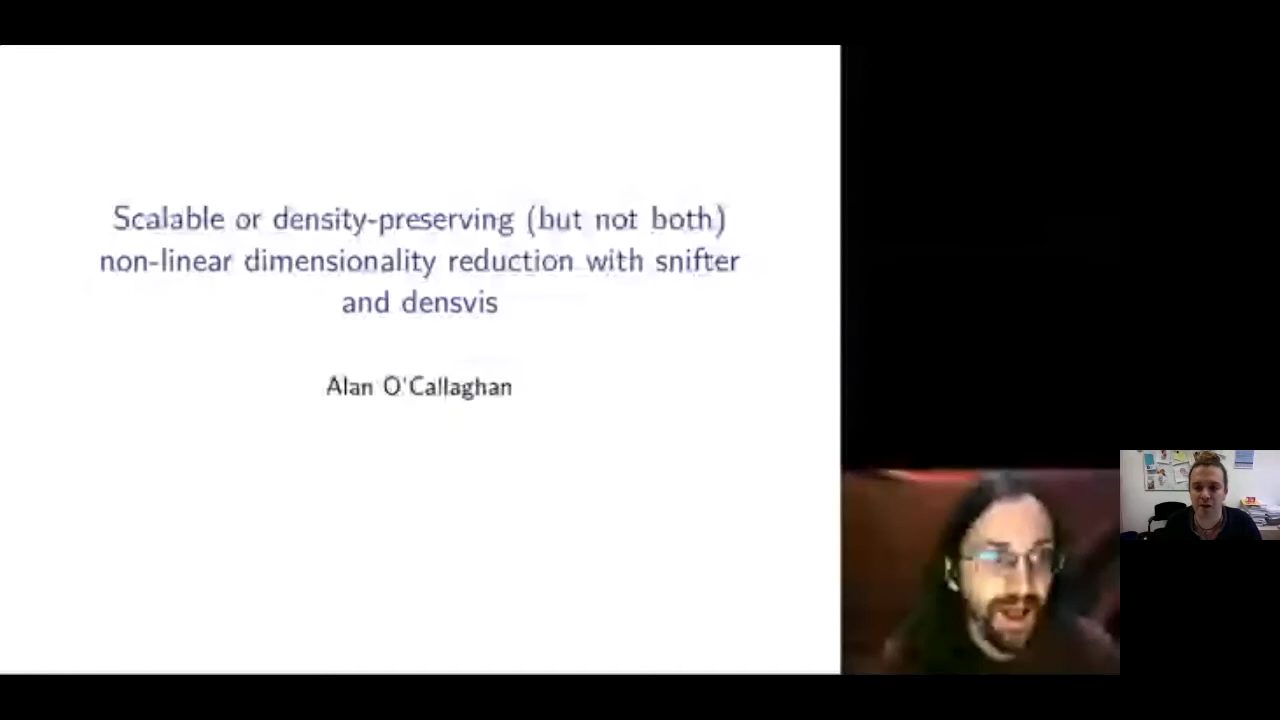 Scalable or density-preserving (but not both)
non-linear dimensionality reduction with snifter
and densvis
Alan O'Callaghan